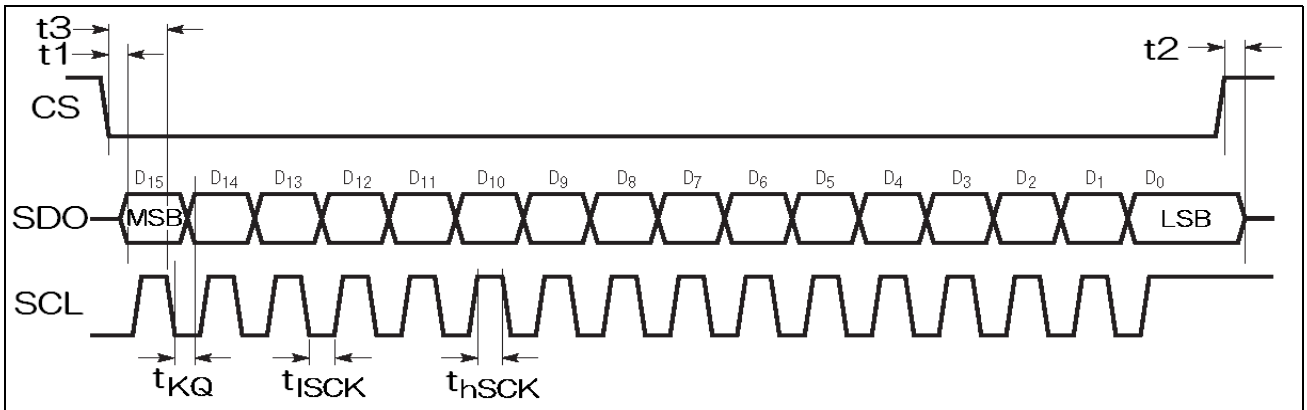 t3
t1
t2
CS
D15 D14 D13 D12 D11 D10 D9 D8 D7 D6 D5 D4 D3 D2 D1 D0
SDO MSB LSB
SCL
tKQ tlSCK thSCK